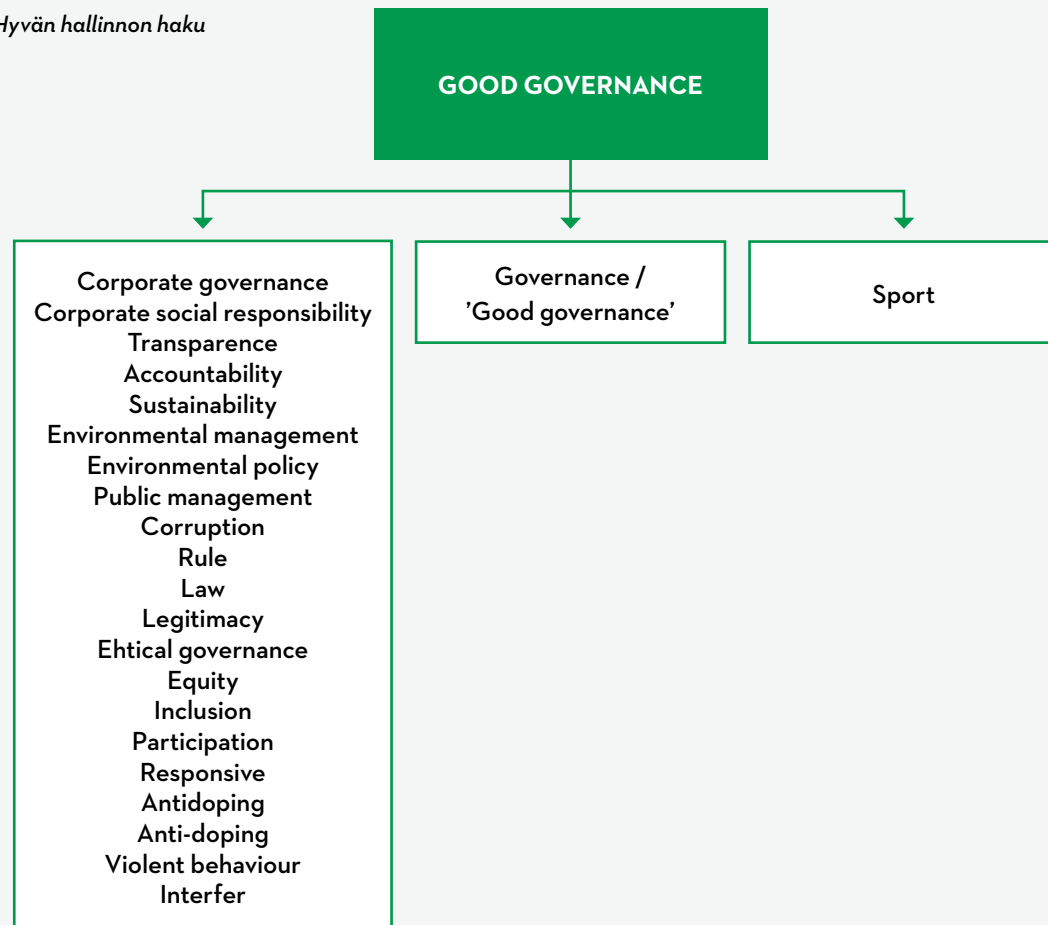 Hyvän hallinnon haku
GOOD GOVERNANCE
Corporate governance
Corporate social responsibility
Transparence
Accountability
Sustainability
Environmental management
Environmental policy
Public management
Corruption
Rule
Law
Legitimacy
Ehtical governance
Equity
Inclusion
Participation
Responsive
Antidoping
Anti-doping
Violent behaviour
Interfer
Governance /
’Good governance’
Sport